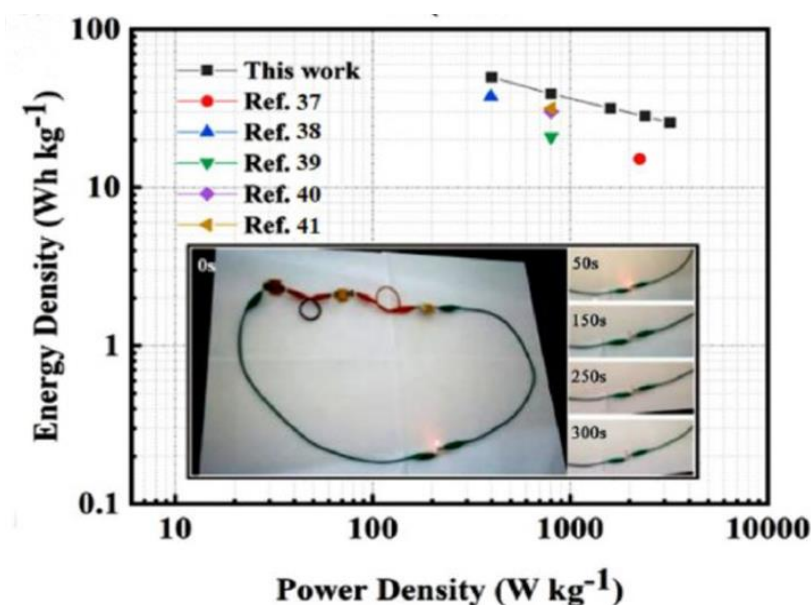 100
10
1
0.1
Energy Density (Wh kg⁻¹)
This work
Ref. 37
Ref. 38
Ref. 39
Ref. 40
Ref. 41
0s
50s
150s
250s
300s
10
100
1000
10000
Power Density (W kg⁻¹)